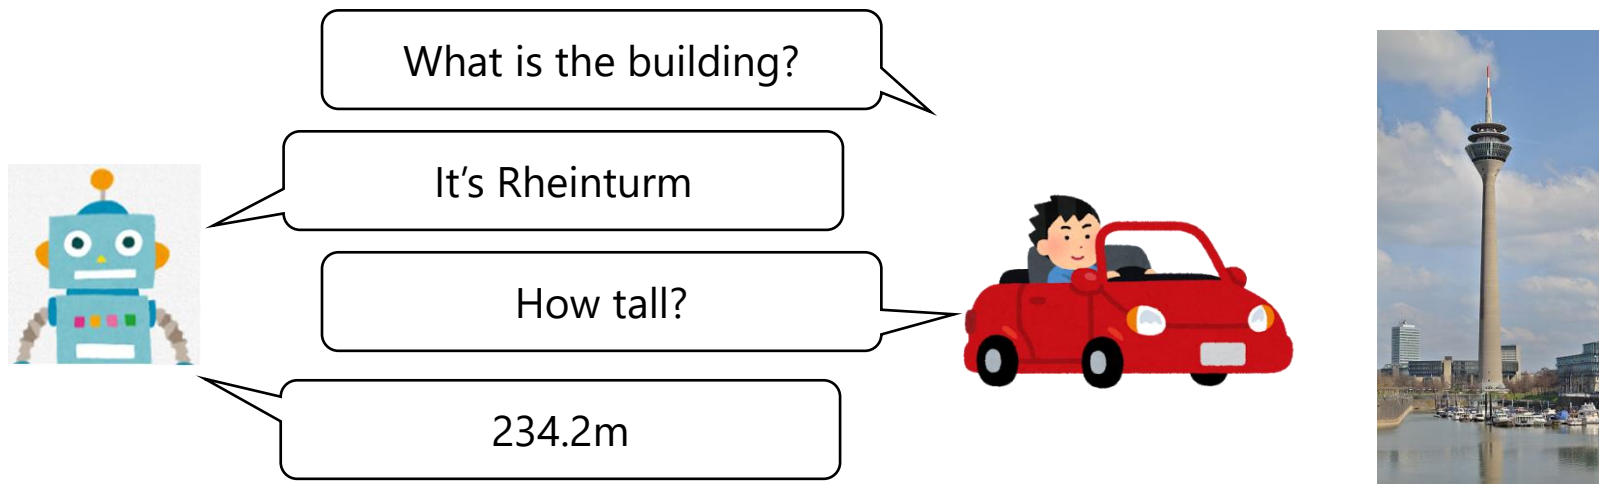 What is the building?
It’s Rheinturm
How tall?
234.2m